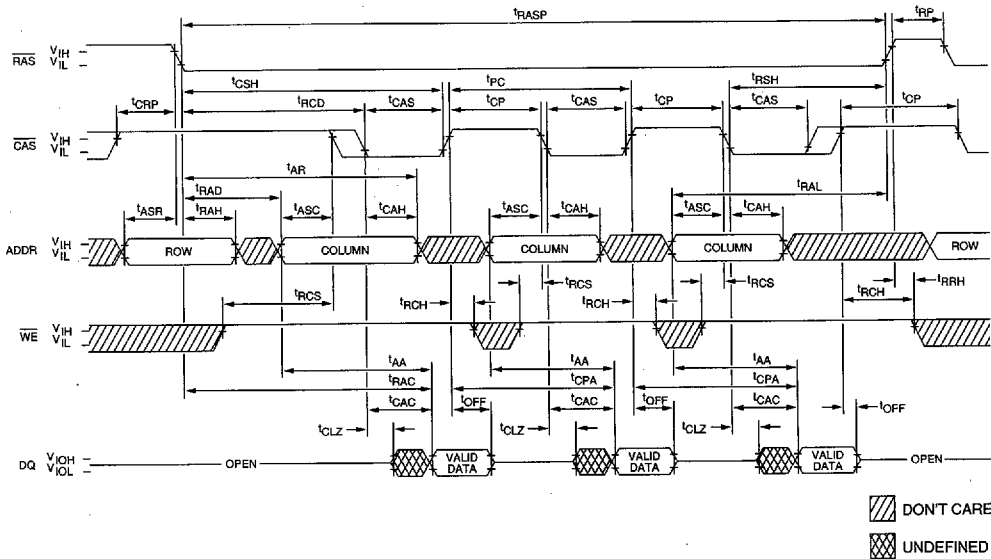 tRASP
tRP
RAS VIH
VIL
tCSH
tPC
tRSH
tCRP
tRCD
tCAS
tCP
tCAS
tCP
tCAS
tCP
CAS VIH
VIL
tAR
tRAD
tRAL
tASR
tRAH
tASC
tCAH
tASC
tCAH
tASC
tCAH
ADDR VIH
VIL
ROW
COLUMN
COLUMN
COLUMN
ROW
tRCS
tRCH
tRCS
tRCH
tRCS
tRCH
tRRH
WE VIH
VIL
tAA
tAA
tAA
tRAC
tCPA
tCPA
tCAC
tOFF
tCAC
tOFF
tCAC
tOFF
tCLZ
tCLZ
tCLZ
DQ VIOH
VIOL
OPEN
VALID
DATA
VALID
DATA
VALID
DATA
OPEN
DON'T CARE
UNDEFINED